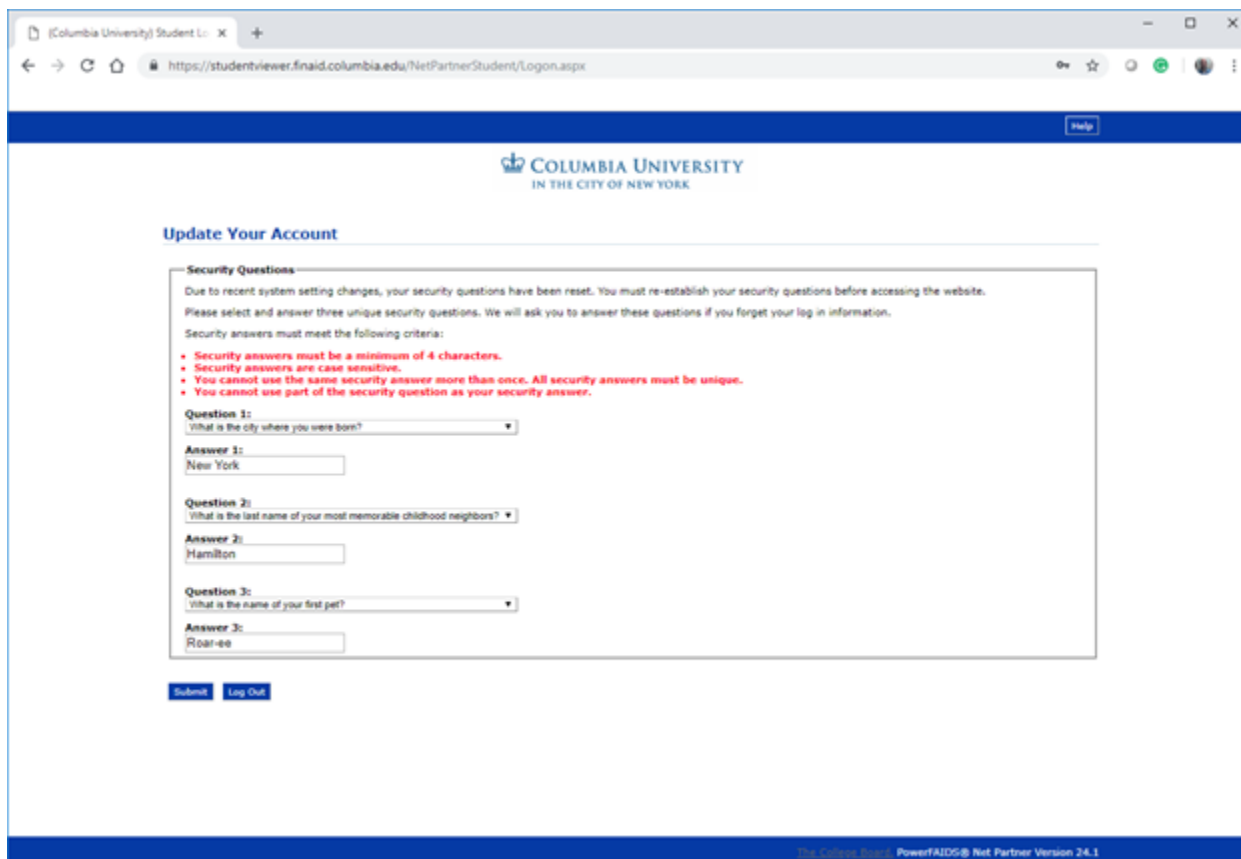 (Columbia University) Student Lo
https://studentviewer.finaid.columbia.edu/NetPartnerStudent/Logon.aspx
Help
COLUMBIA UNIVERSITY
IN THE CITY OF NEW YORK
Update Your Account
Security Questions
Due to recent system setting changes, your security questions have been reset. You must re-establish your security questions before accessing the website.
Please select and answer three unique security questions. We will ask you to answer these questions if you forget your log in information.
Security answers must meet the following criteria:
• Security answers must be a minimum of 4 characters.
• Security answers are case sensitive.
• You cannot use the same security answer more than once. All security answers must be unique.
• You cannot use part of the security question as your security answer.
Question 1:
What is the city where you were born?
Answer 1:
New York
Question 2:
What is the last name of your most memorable childhood neighbors?
Answer 2:
Hamilton
Question 3:
What is the name of your first pet?
Answer 3:
Roar-ee
Submit Log Out
The College Board. PowerFAIDS® Net Partner Version 24.1